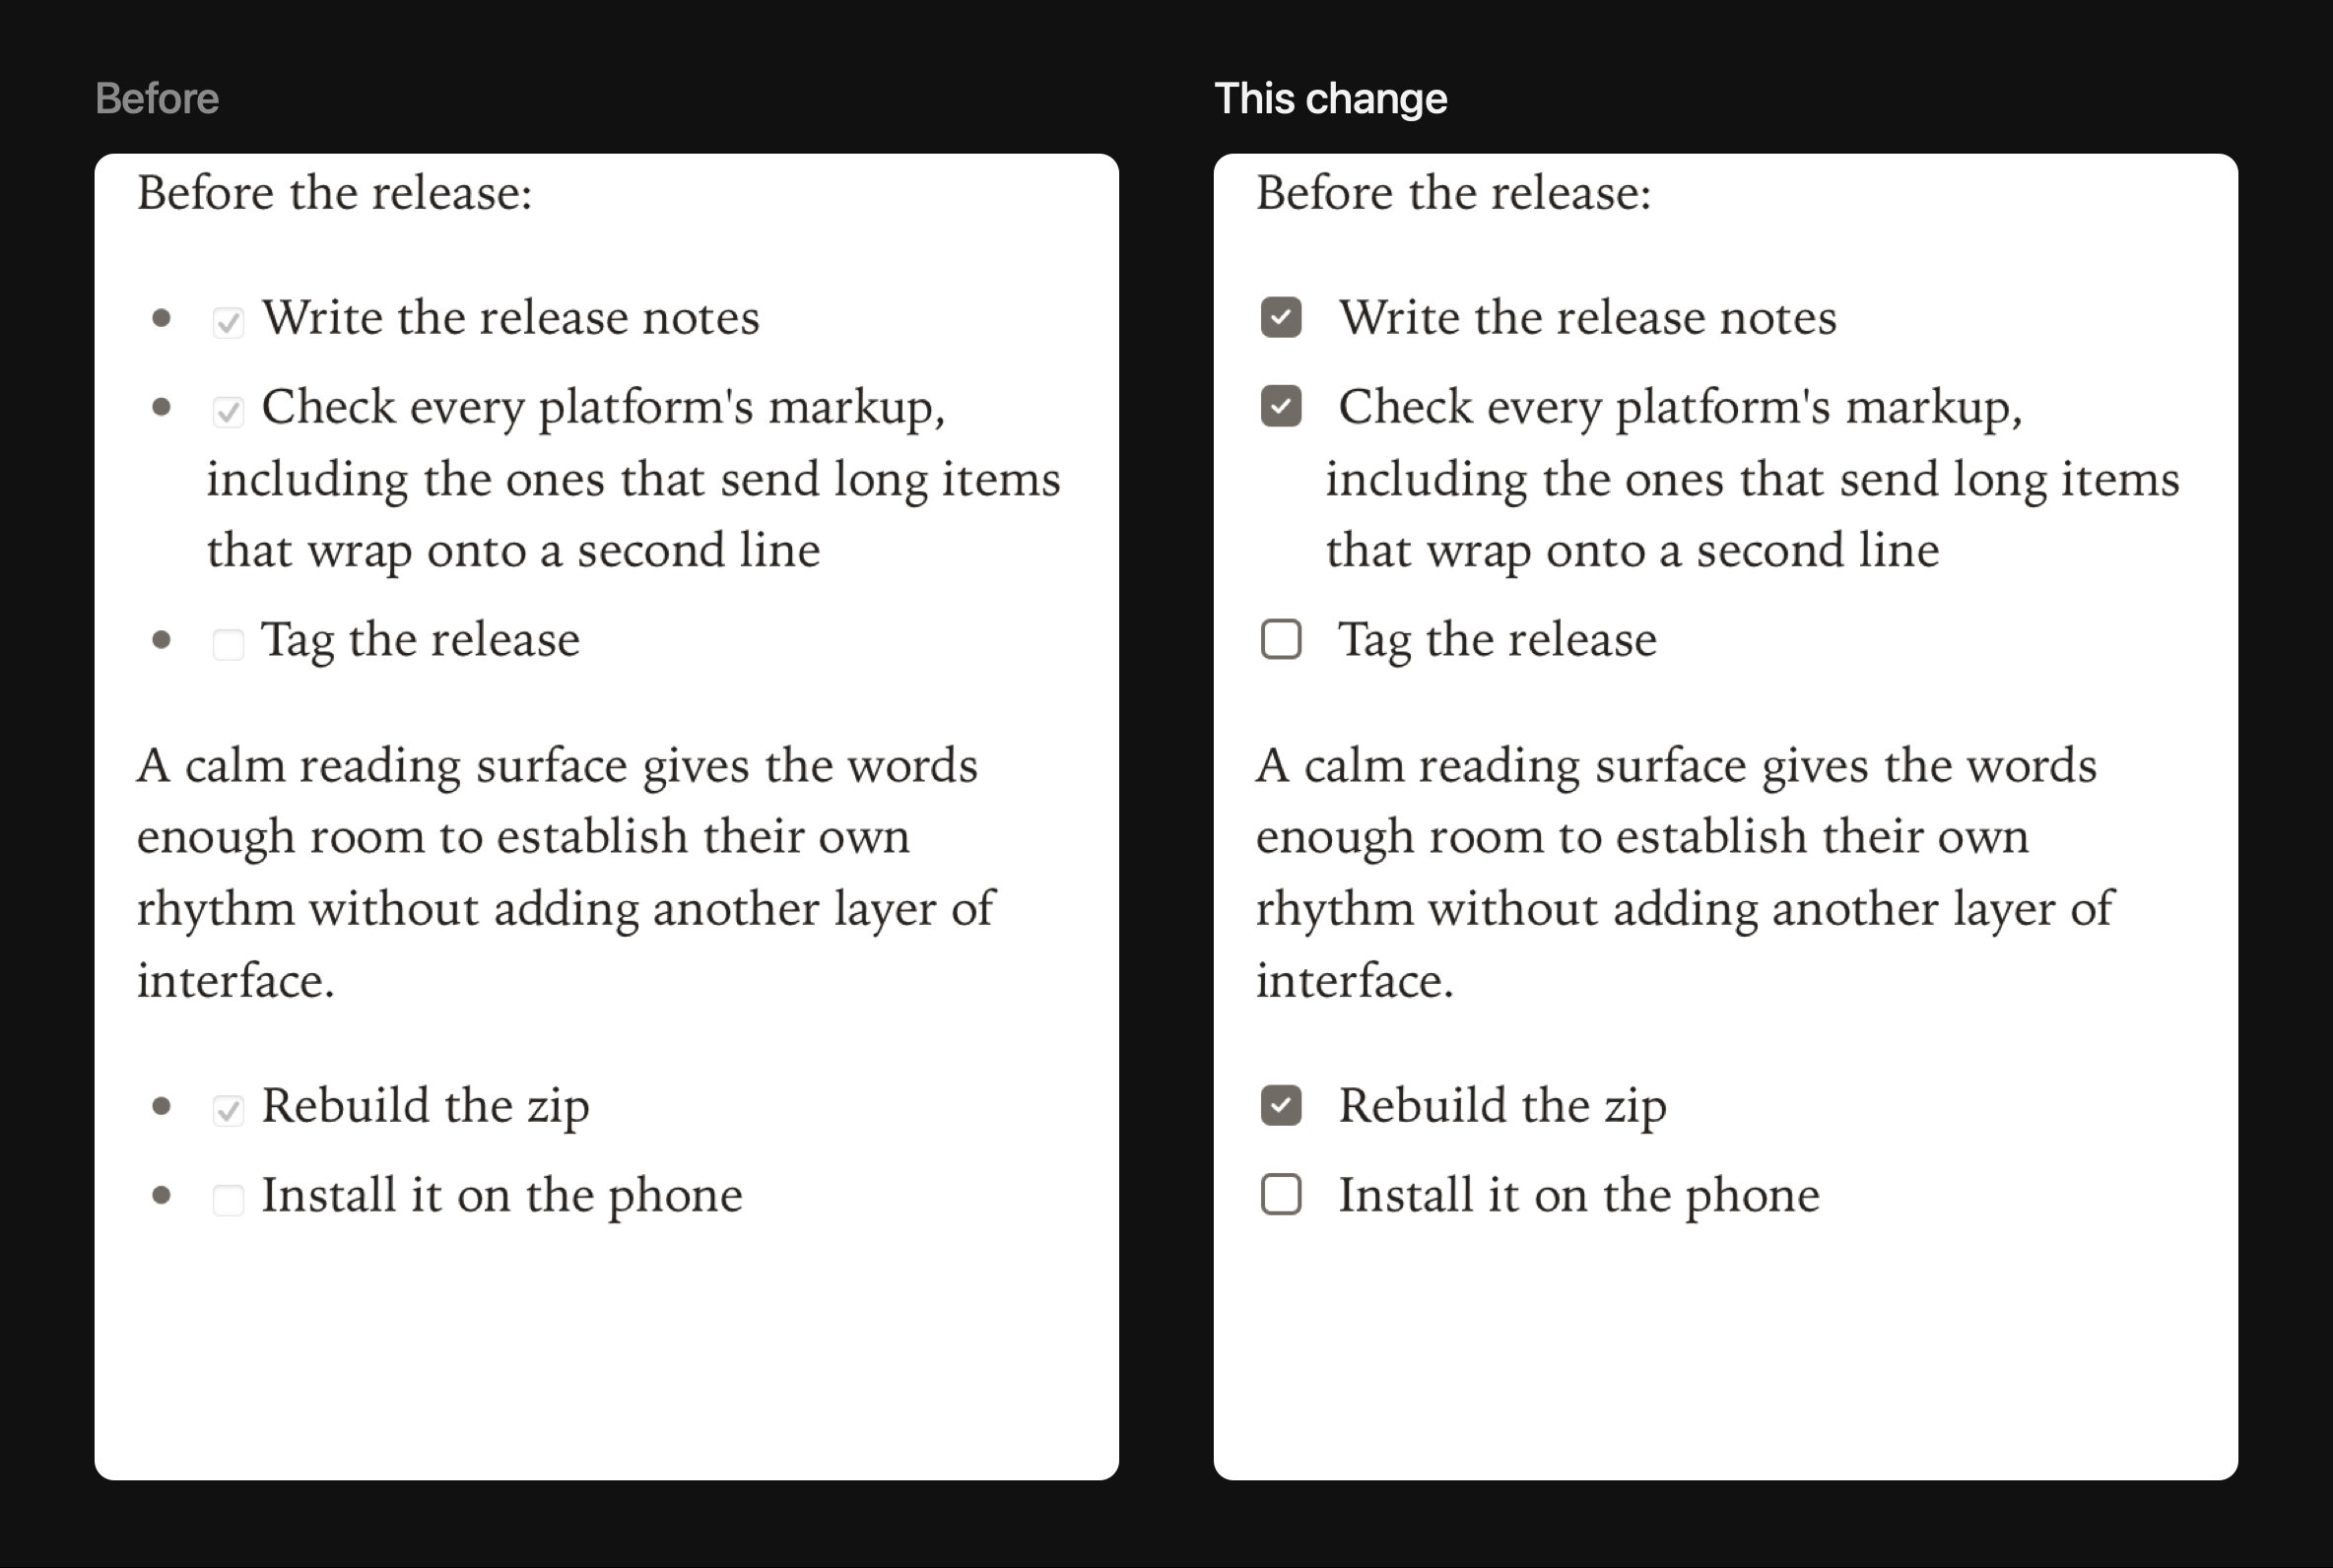 Before
Before the release:
Write the release notes
Check every platform's markup,
including the ones that send long items
that wrap onto a second line
Tag the release
A calm reading surface gives the words
enough room to establish their own
rhythm without adding another layer of
interface.
Rebuild the zip
Install it on the phone
This change
Before the release:
Write the release notes
Check every platform's markup,
including the ones that send long items
that wrap onto a second line
Tag the release
A calm reading surface gives the words
enough room to establish their own
rhythm without adding another layer of
interface.
Rebuild the zip
Install it on the phone